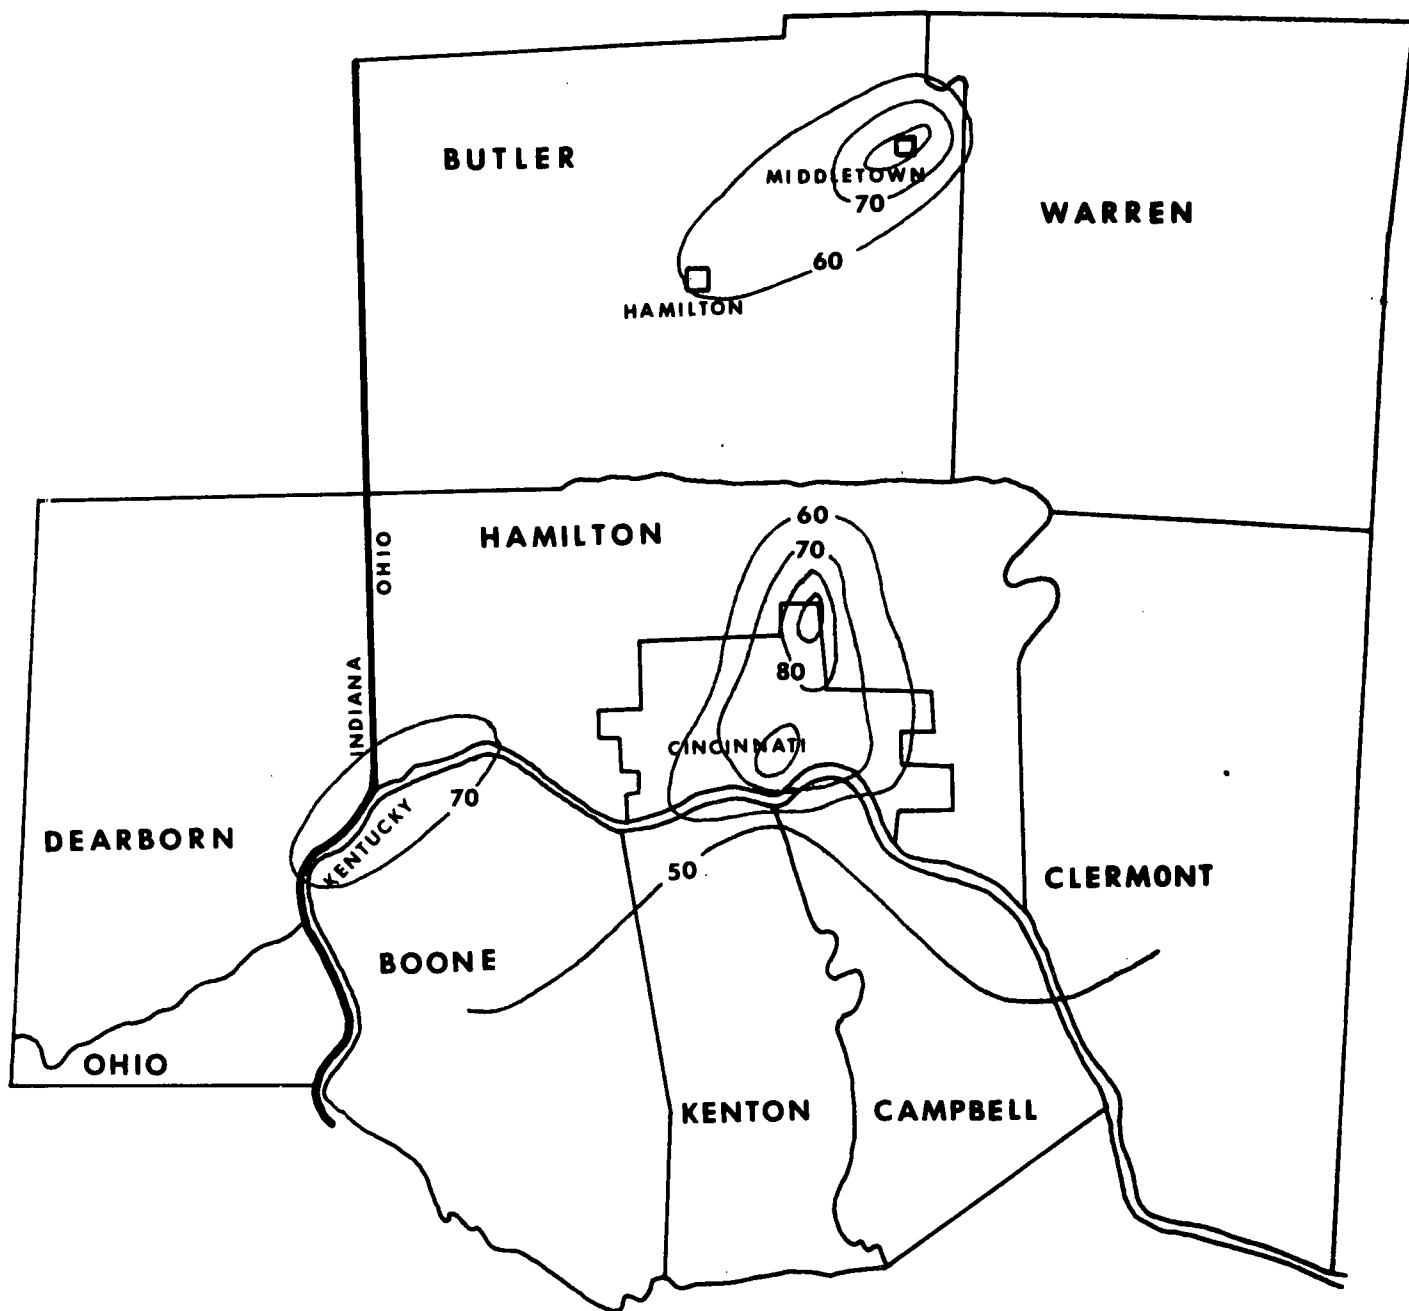 BUTLER
MIDDLETOWN
70
WARREN
60
HAMILTON
60
HAMILTON
70
OHIO
80
INDIANA
CINCINNATI
70
KENTUCKY
DEARBORN
50
CLERMONT
BOONE
OHIO
KENTON
CAMPBELL